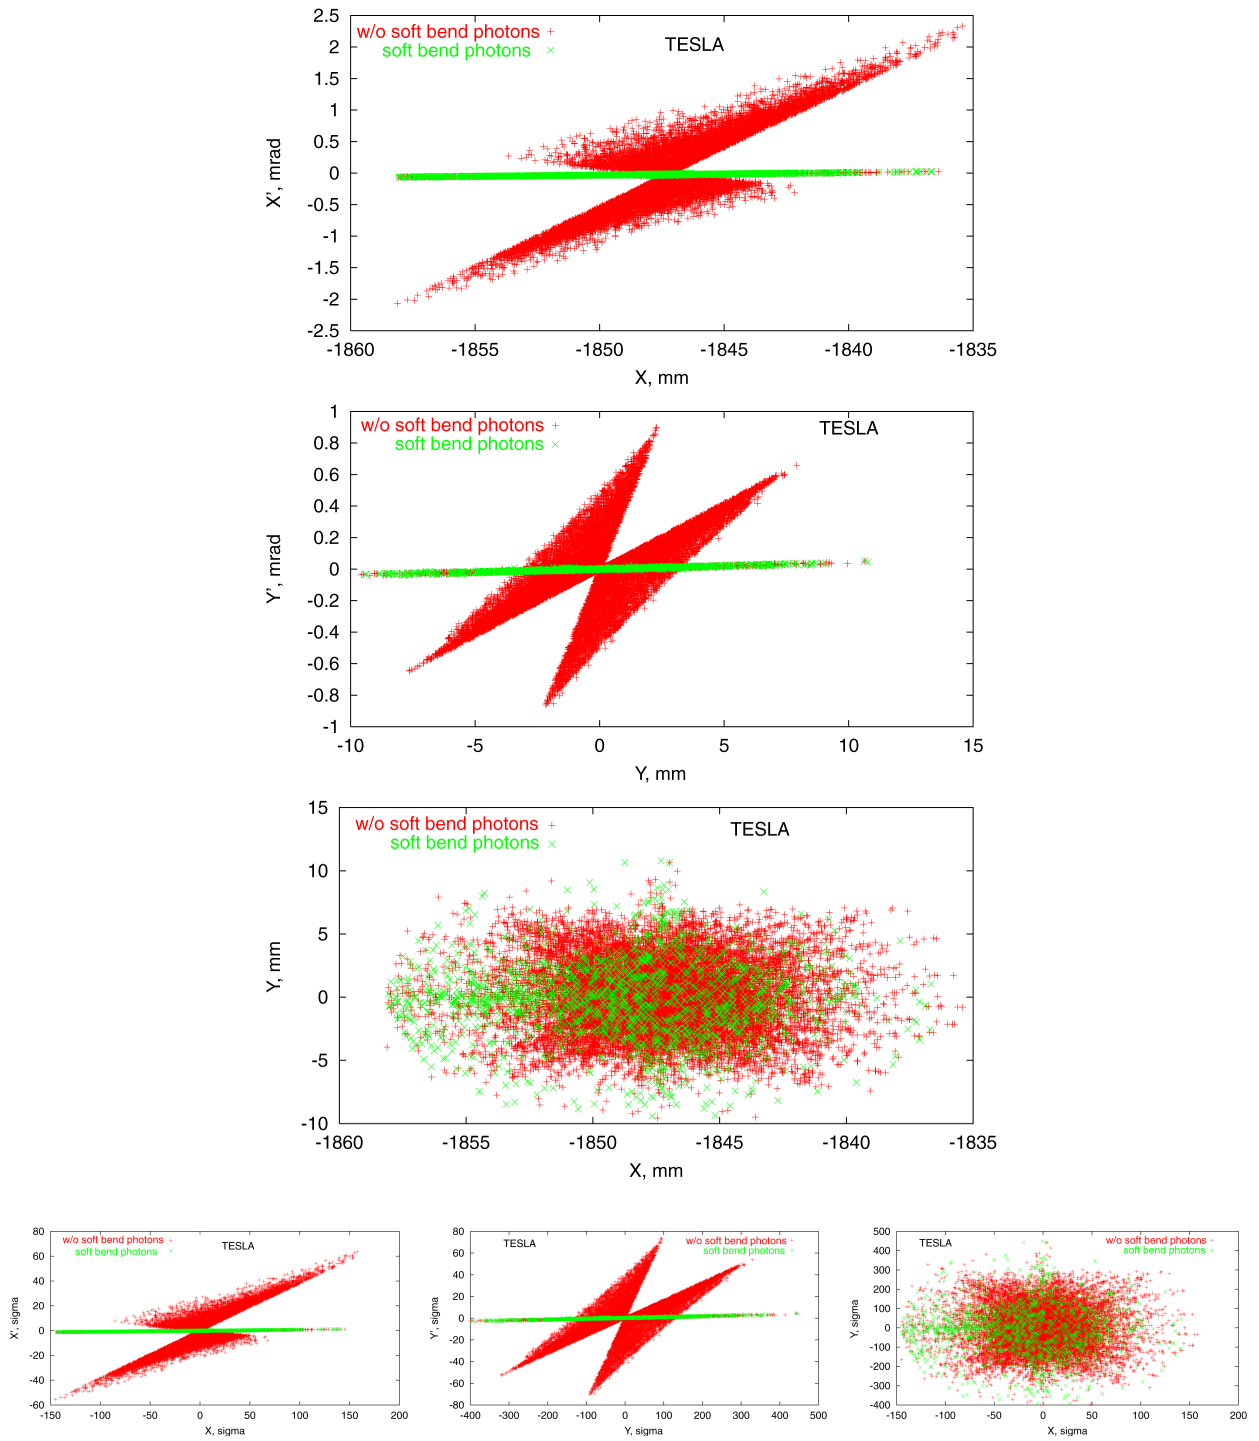 2.5
w/o soft bend photons
TESLA
2
soft bend photons
1.5
1
0.5
X', mrad
0
-0.5
-1
-1.5
-2
-2.5
-1860 -1855 -1850 -1845 -1840 -1835
X, mm
1
w/o soft bend photons
TESLA
0.8
soft bend photons
0.6
0.4
0.2
Y', mrad
0
-0.2
-0.4
-0.6
-0.8
-1
-10 -5 0 5 10 15
Y, mm
15
w/o soft bend photons
TESLA
soft bend photons
10
5
Y, mm
0
-5
-10
-1860 -1855 -1850 -1845 -1840 -1835
X, mm
80
w/o soft bend photons
soft bend photons
TESLA
60
40
20
X', sigma
0
-20
-40
-60
-150 -100 -50 0 50 100 150 200
X, sigma
80
TESLA
w/o soft bend photons
soft bend photons
60
40
20
Y', sigma
0
-20
-40
-60
-80
-400 -300 -200 -100 0 100 200 300 400 500
Y, sigma
500
TESLA
w/o soft bend photons
soft bend photons
400
300
200
100
Y, sigma
0
-100
-200
-300
-400
-150 -100 -50 0 50 100 150 200
X, sigma